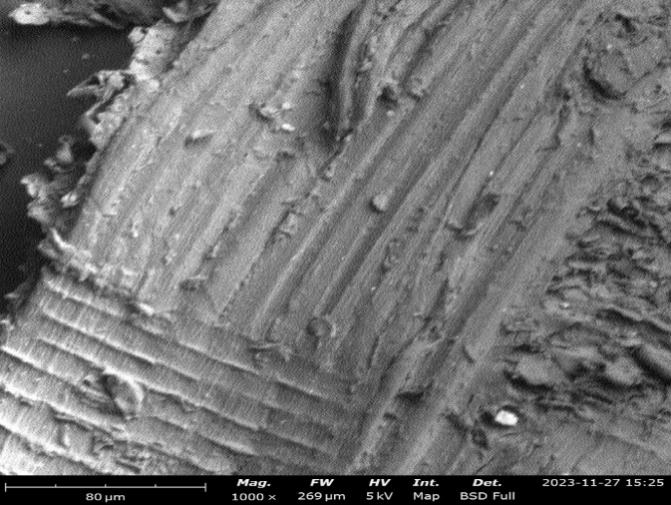 Mag. FW HV Int. Det. 2023-11-27 15:25
80 µm 1000 × 269 µm 5 kV Map BSD Full